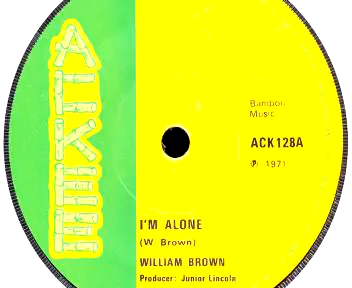 ACKEE
Bamboo
Music
ACK128A
℗ 1971
I'M ALONE
(W. Brown)
WILLIAM BROWN
Producer: Junior Lincoln